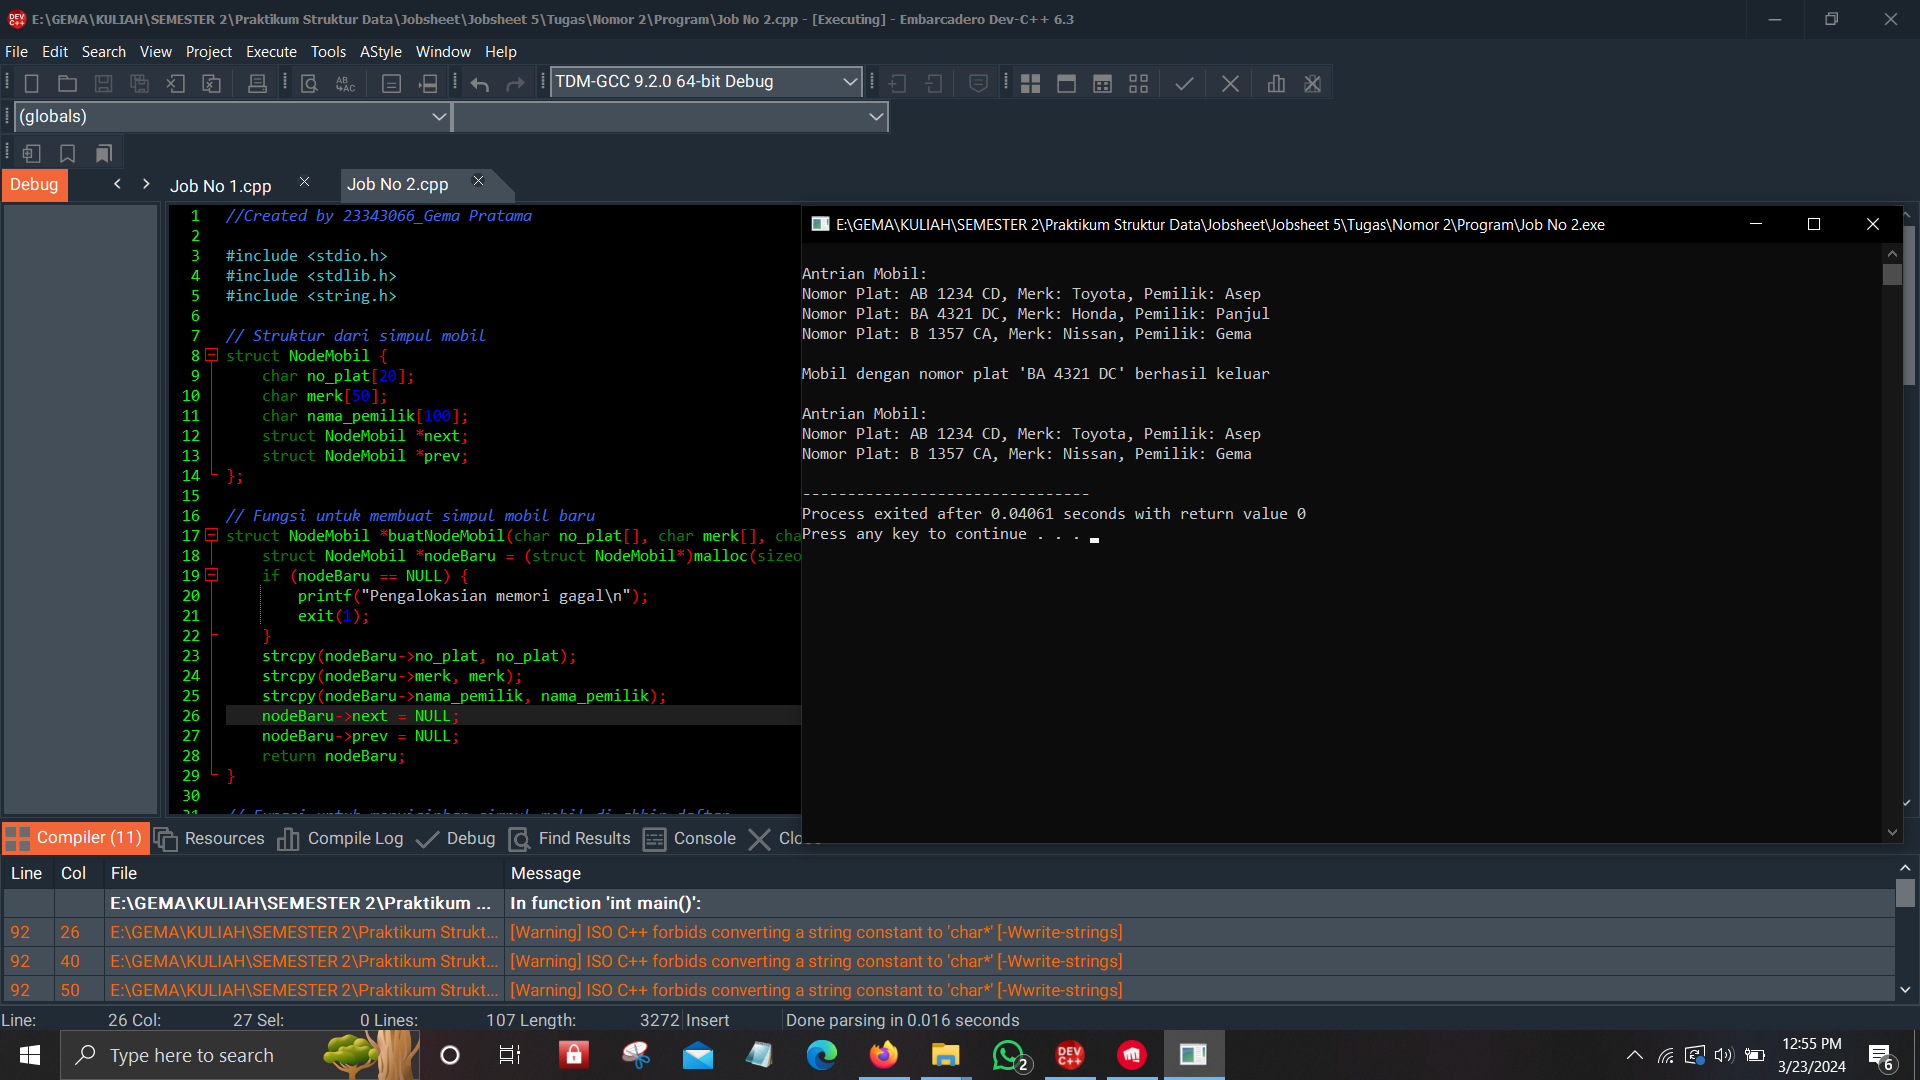 E:\GEMA\KULIAH\SEMESTER 2\Praktikum Struktur Data\Jobsheet\Jobsheet 5\Tugas\Nomor 2\Program\Job No 2.cpp - [Executing] - Embarcadero Dev-C++ 6.3
File Edit Search View Project Execute Tools AStyle Window Help
TDM-GCC 9.2.0 64-bit Debug
(globals)
Debug
Job No 1.cpp
Job No 2.cpp
1 //Created by 23343066_Gema Pratama
2
3 #include <stdio.h>
4 #include <stdlib.h>
5 #include <string.h>
6
7 // Struktur dari simpul mobil
8 struct NodeMobil {
9 char no_plat[20];
10 char merk[50];
11 char nama_pemilik[100];
12 struct NodeMobil *next;
13 struct NodeMobil *prev;
14 };
15
16 // Fungsi untuk membuat simpul mobil baru
17 struct NodeMobil *buatNodeMobil(char no_plat[], char merk[], cha
18 struct NodeMobil *nodeBaru = (struct NodeMobil*)malloc(sizeo
19 if (nodeBaru == NULL) {
20 printf("Pengalokasian memori gagal\n");
21 exit(1);
22 }
23 strcpy(nodeBaru->no_plat, no_plat);
24 strcpy(nodeBaru->merk, merk);
25 strcpy(nodeBaru->nama_pemilik, nama_pemilik);
26 nodeBaru->next = NULL;
27 nodeBaru->prev = NULL;
28 return nodeBaru;
29 }
30
E:\GEMA\KULIAH\SEMESTER 2\Praktikum Struktur Data\Jobsheet\Jobsheet 5\Tugas\Nomor 2\Program\Job No 2.exe
Antrian Mobil:
Nomor Plat: AB 1234 CD, Merk: Toyota, Pemilik: Asep
Nomor Plat: BA 4321 DC, Merk: Honda, Pemilik: Panjul
Nomor Plat: B 1357 CA, Merk: Nissan, Pemilik: Gema
Mobil dengan nomor plat 'BA 4321 DC' berhasil keluar
Antrian Mobil:
Nomor Plat: AB 1234 CD, Merk: Toyota, Pemilik: Asep
Nomor Plat: B 1357 CA, Merk: Nissan, Pemilik: Gema
--------------------------------
Process exited after 0.04061 seconds with return value 0
Press any key to continue . . .
Compiler (11) Resources Compile Log Debug Find Results Console Clo
Line Col File Message
E:\GEMA\KULIAH\SEMESTER 2\Praktikum ... In function 'int main()':
92 26 E:\GEMA\KULIAH\SEMESTER 2\Praktikum Strukt... [Warning] ISO C++ forbids converting a string constant to 'char*' [-Wwrite-strings]
92 40 E:\GEMA\KULIAH\SEMESTER 2\Praktikum Strukt... [Warning] ISO C++ forbids converting a string constant to 'char*' [-Wwrite-strings]
92 50 E:\GEMA\KULIAH\SEMESTER 2\Praktikum Strukt... [Warning] ISO C++ forbids converting a string constant to 'char*' [-Wwrite-strings]
Line: 26 Col: 27 Sel: 0 Lines: 107 Length: 3272 Insert Done parsing in 0.016 seconds
Type here to search
DEV C++
2
12:55 PM
3/23/2024
6